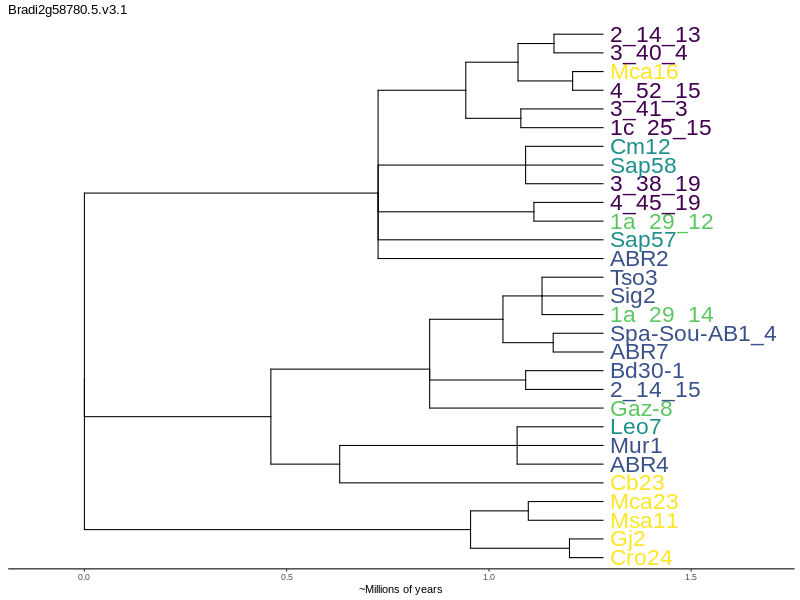 Bradi2g58780.5.v3.1
2_14_13
3_40_4
Mca16
4_52_15
3_41_3
1c_25_15
Cm12
Sap58
3_38_19
4_45_19
1a_29_12
Sap57
ABR2
Tso3
Sig2
1a_29_14
Spa-Sou-AB1_4
ABR7
Bd30-1
2_14_15
Gaz-8
Leo7
Mur1
ABR4
Cb23
Mca23
Msa11
Gj2
Cro24
0.0 0.5 1.0 1.5
~Millions of years